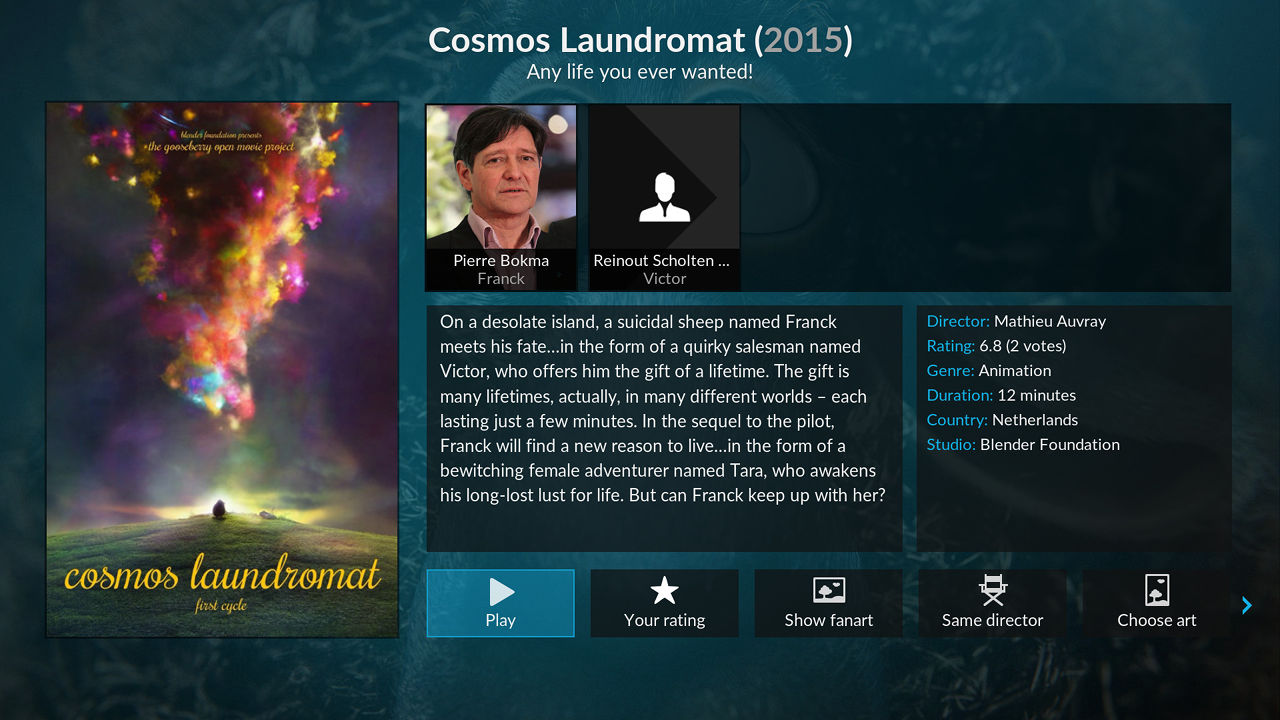 Cosmos Laundromat (2015)
Any life you ever wanted!
blender foundation presents
the gooseberry open movie project
cosmos laundromat
first cycle
Pierre Bokma
Franck
Reinout Scholten ...
Victor
On a desolate island, a suicidal sheep named Franck
meets his fate…in the form of a quirky salesman named
Victor, who offers him the gift of a lifetime. The gift is
many lifetimes, actually, in many different worlds – each
lasting just a few minutes. In the sequel to the pilot,
Franck will find a new reason to live…in the form of a
bewitching female adventurer named Tara, who awakens
his long-lost lust for life. But can Franck keep up with her?
Director: Mathieu Auvray
Rating: 6.8 (2 votes)
Genre: Animation
Duration: 12 minutes
Country: Netherlands
Studio: Blender Foundation
Play
Your rating
Show fanart
Same director
Choose art